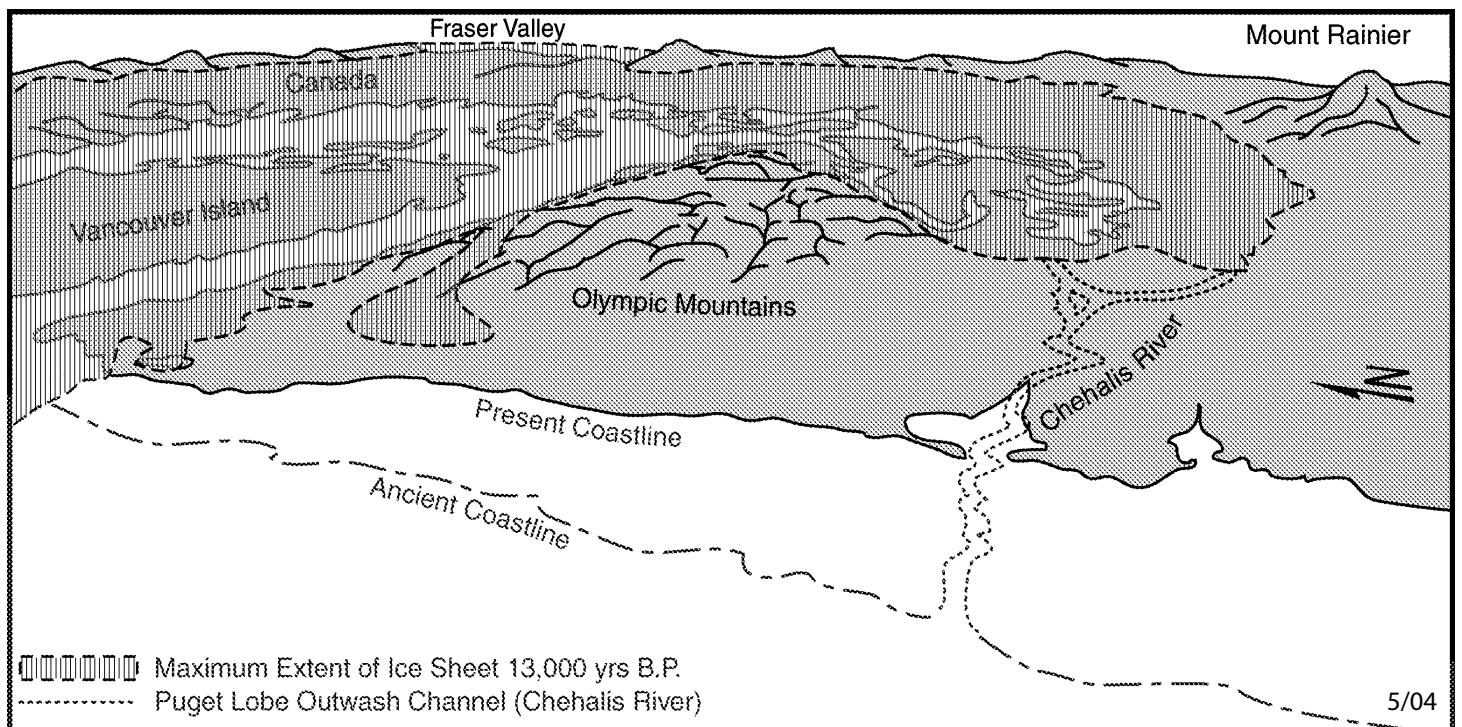 Fraser Valley
Mount Rainier
Canada
Vancouver Island
Olympic Mountains
Chehalis River
N
Present Coastline
Ancient Coastline
Maximum Extent of Ice Sheet 13,000 yrs B.P.
Puget Lobe Outwash Channel (Chehalis River)
5/04